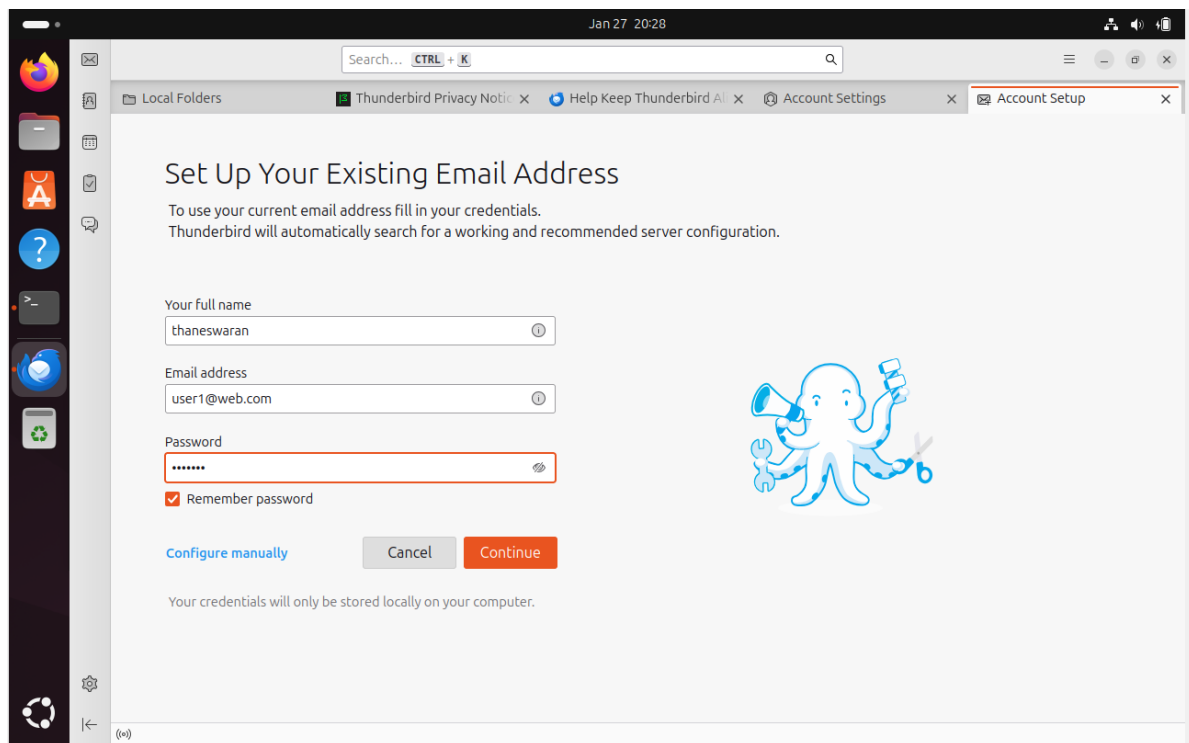 Jan 27 20:28
Search... CTRL + K
Local Folders
Thunderbird Privacy Notic
Help Keep Thunderbird Al
Account Settings
Account Setup
Set Up Your Existing Email Address
To use your current email address fill in your credentials.
Thunderbird will automatically search for a working and recommended server configuration.
Your full name
thaneswaran
Email address
user1@web.com
Password
•••••••
Remember password
Configure manually
Cancel
Continue
Your credentials will only be stored locally on your computer.